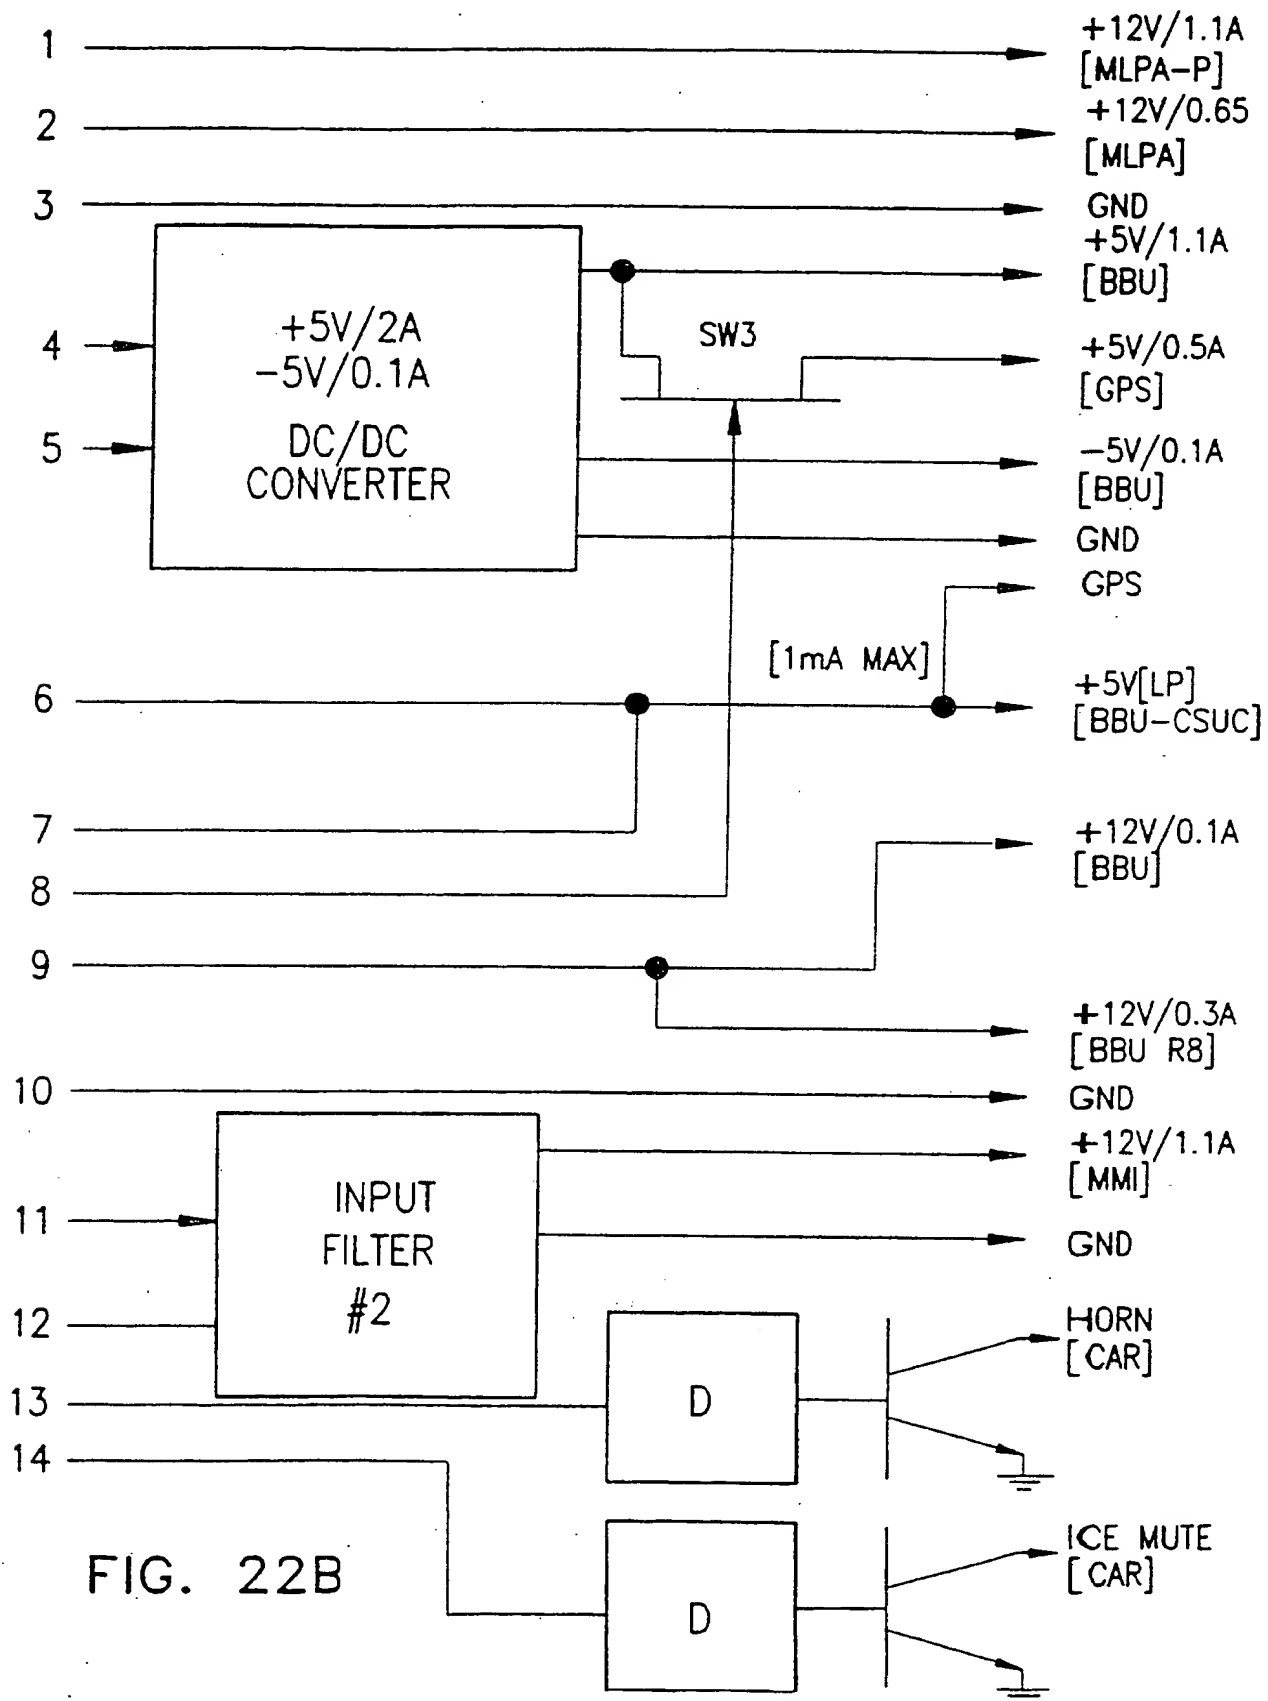 1
+12V/1.1A
[MLPA-P]
2
+12V/0.65
[MLPA]
3
GND
+5V/1.1A
[BBU]
4
+5V/2A
-5V/0.1A
DC/DC
CONVERTER
5
SW3
+5V/0.5A
[GPS]
-5V/0.1A
[BBU]
GND
GPS
[1mA MAX]
6
+5V[LP]
[BBU-CSUC]
7
+12V/0.1A
[BBU]
8
9
+12V/0.3A
[BBU R8]
10
GND
+12V/1.1A
[MMI]
11
INPUT
FILTER
#2
GND
12
HORN
[CAR]
13
D
14
ICE MUTE
[CAR]
D
FIG. 22B